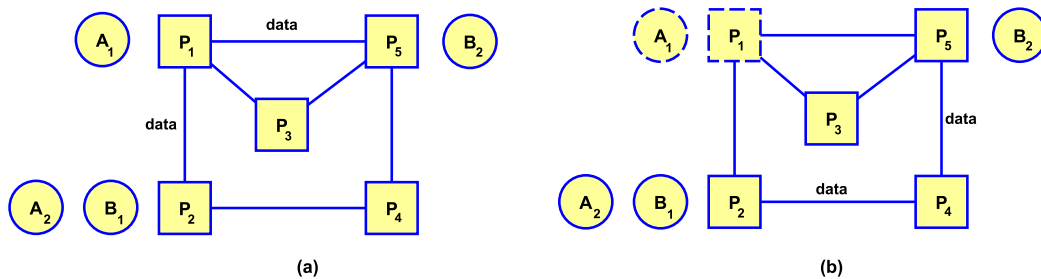 data
A₁ P₁ P₅ B₂
P₃
data
A₂ B₁ P₂ P₄
(a)
A₁ P₁ P₅ B₂
P₃
data
data
A₂ B₁ P₂ P₄
(b)